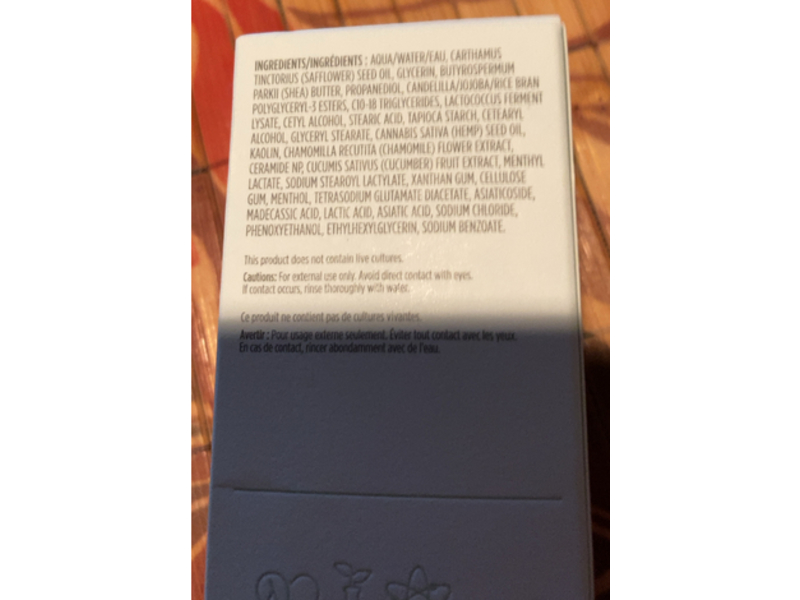 INGREDIENTS/INGRÉDIENTS : AQUA/WATER/EAU, CARTHAMUS
TINCTORIUS (SAFFLOWER) SEED OIL, GLYCERIN, BUTYROSPERMUM
PARKII (SHEA) BUTTER, PROPANEDIOL, CANDELILLA/JOJOBA/RICE BRAN
POLYGLYCERYL-3 ESTERS, C10-18 TRIGLYCERIDES, LACTOCOCCUS FERMENT
LYSATE, CETYL ALCOHOL, STEARIC ACID, TAPIOCA STARCH, CETEARYL
ALCOHOL, GLYCERYL STEARATE, CANNABIS SATIVA (HEMP) SEED OIL,
KAOLIN, CHAMOMILLA RECUTITA (CHAMOMILE) FLOWER EXTRACT,
CERAMIDE NP, CUCUMIS SATIVUS (CUCUMBER) FRUIT EXTRACT, MENTHYL
LACTATE, SODIUM STEAROYL LACTYLATE, XANTHAN GUM, CELLULOSE
GUM, MENTHOL, TETRASODIUM GLUTAMATE DIACETATE, ASIATICOSIDE,
MADECASSIC ACID, LACTIC ACID, ASIATIC ACID, SODIUM CHLORIDE,
PHENOXYETHANOL, ETHYLHEXYLGLYCERIN, SODIUM BENZOATE.
This product does not contain live cultures.
Cautions: For external use only. Avoid direct contact with eyes.
If contact occurs, rinse thoroughly with water.
Ce produit ne contient pas de cultures vivantes.
Avertir : Pour usage externe seulement. Éviter tout contact avec les yeux.
En cas de contact, rincer abondamment avec de l'eau.